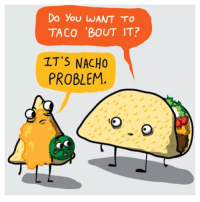 DO YOU WANT TO
TACO 'BOUT IT?
IT'S NACHO
PROBLEM.